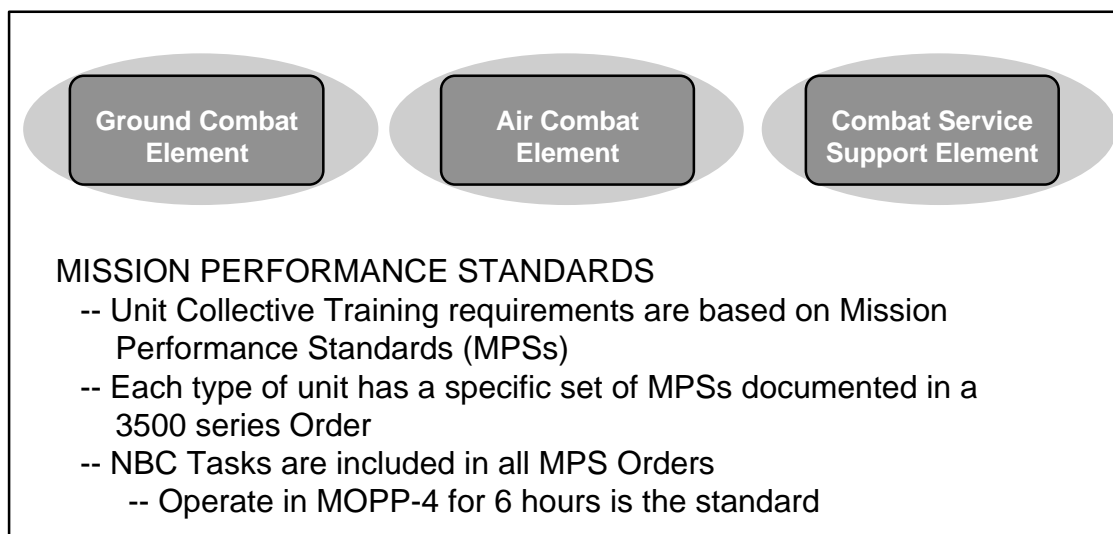 Ground Combat
Element
Air Combat
Element
Combat Service
Support Element
MISSION PERFORMANCE STANDARDS
-- Unit Collective Training requirements are based on Mission
Performance Standards (MPSs)
-- Each type of unit has a specific set of MPSs documented in a
3500 series Order
-- NBC Tasks are included in all MPS Orders
-- Operate in MOPP-4 for 6 hours is the standard